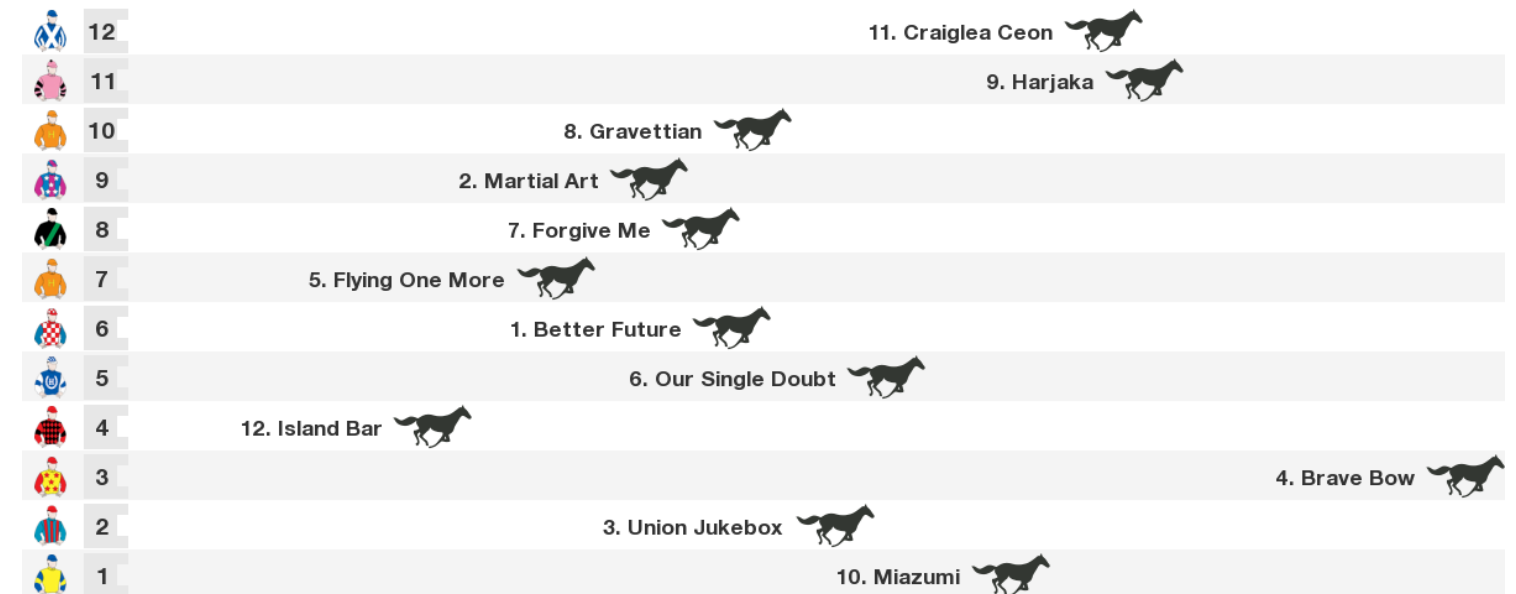 12 11. Craiglea Ceon
11 9. Harjaka
10 8. Gravettian
9 2. Martial Art
8 7. Forgive Me
7 5. Flying One More
6 1. Better Future
5 6. Our Single Doubt
4 12. Island Bar
3 4. Brave Bow
2 3. Union Jukebox
1 10. Miazumi